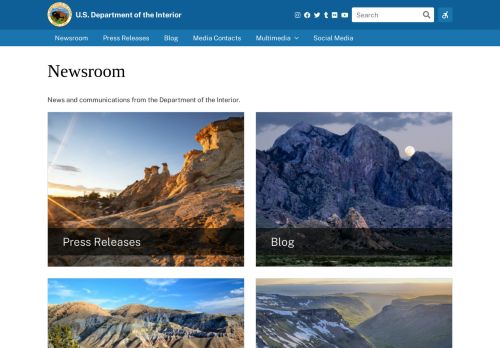 U.S. Department of the Interior
Search
Newsroom Press Releases Blog Media Contacts Multimedia Social Media
Newsroom
News and communications from the Department of the Interior.
Press Releases
Blog